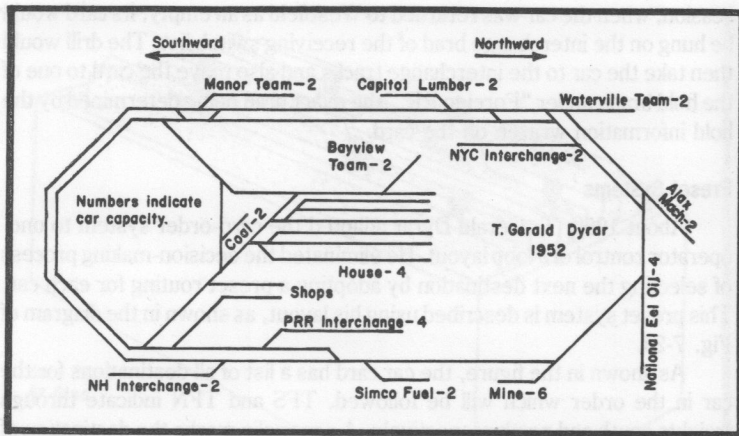 Southward
Northward
Manor Team-2
Capitol Lumber-2
Waterville Team-2
Bayview
Team-2
NYC Interchange-2
Ajax
Mach.-2
Numbers indicate
car capacity.
Coal-2
T. Gerald Dyrar
1952
House-4
Shops
National Eel Oil-4
PRR Interchange-4
NH Interchange-2
Simco Fuel-2
Mine-6